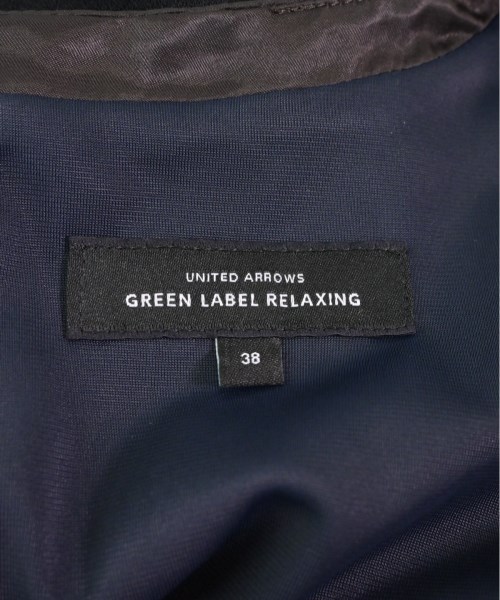 UNITED ARROWS
GREEN LABEL RELAXING
38